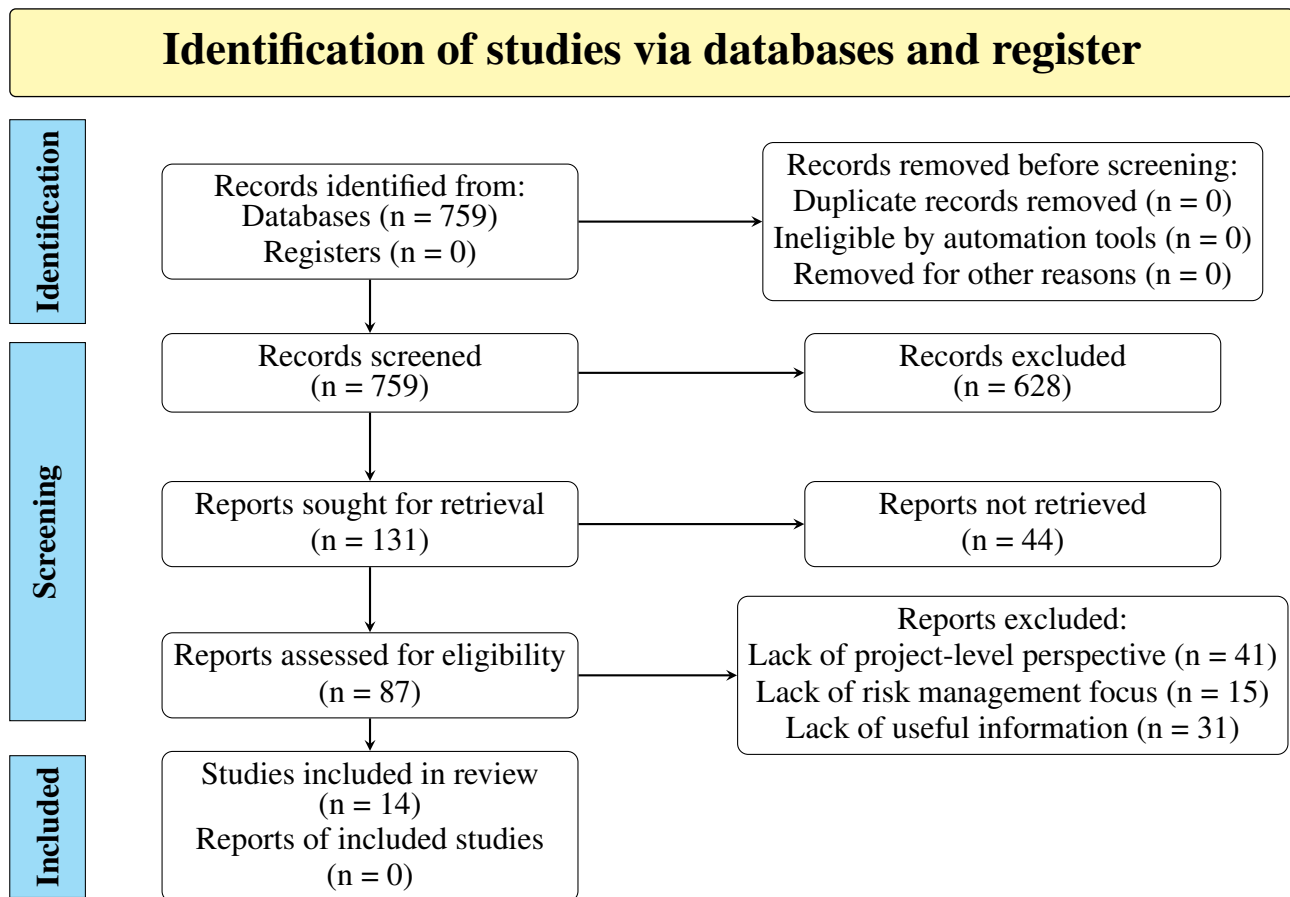 Identification of studies via databases and register
Identification
Records identified from:
Databases (n = 759)
Registers (n = 0)
Records removed before screening:
Duplicate records removed (n = 0)
Ineligible by automation tools (n = 0)
Removed for other reasons (n = 0)
Screening
Records screened
(n = 759)
Records excluded
(n = 628)
Reports sought for retrieval
(n = 131)
Reports not retrieved
(n = 44)
Reports assessed for eligibility
(n = 87)
Reports excluded:
Lack of project-level perspective (n = 41)
Lack of risk management focus (n = 15)
Lack of useful information (n = 31)
Included
Studies included in review
(n = 14)
Reports of included studies
(n = 0)